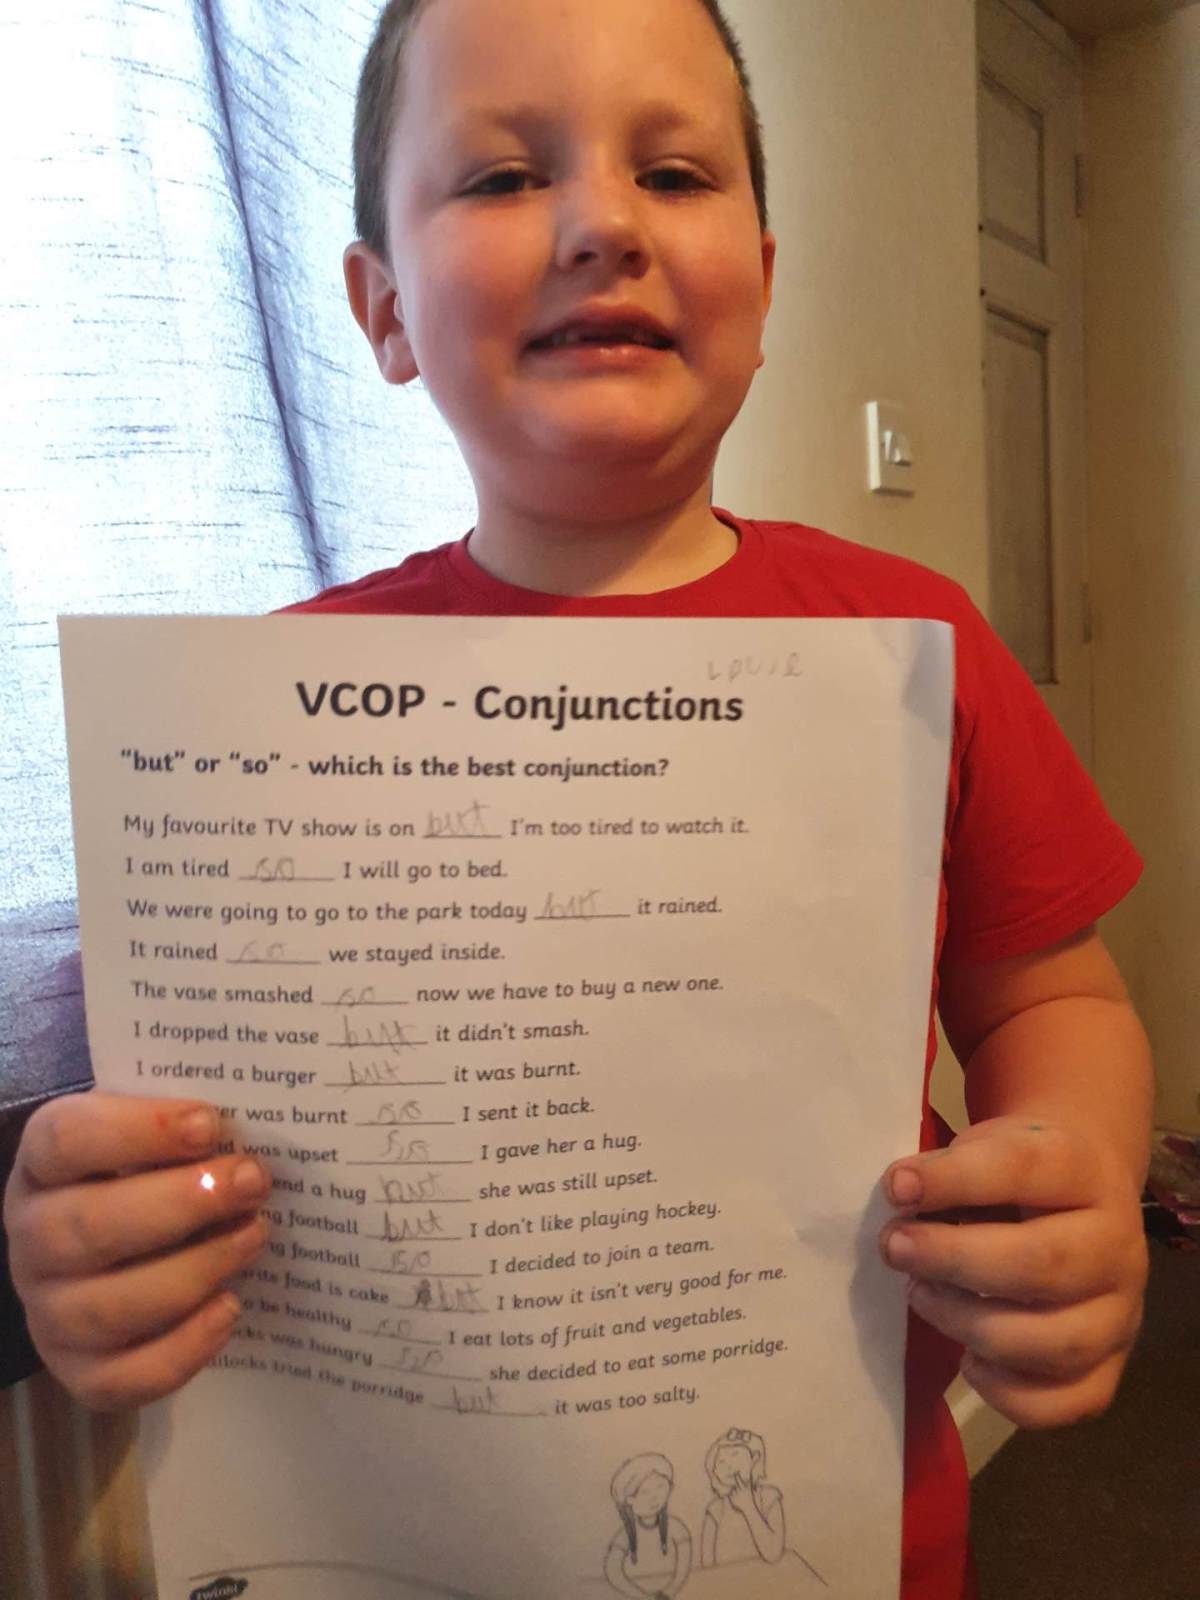 Louie
VCOP - Conjunctions
"but" or "so" - which is the best conjunction?
My favourite TV show is on but I'm too tired to watch it.
I am tired so I will go to bed.
We were going to go to the park today but it rained.
It rained so we stayed inside.
The vase smashed so now we have to buy a new one.
I dropped the vase but it didn't smash.
I ordered a burger but it was burnt.
was burnt so I sent it back.
was upset so I gave her a hug.
a hug but she was still upset.
football but I don't like playing hockey.
football so I decided to join a team.
food is cake but I know it isn't very good for me.
be healthy so I eat lots of fruit and vegetables.
was hungry so she decided to eat some porridge.
tried the porridge but it was too salty.
twinkl